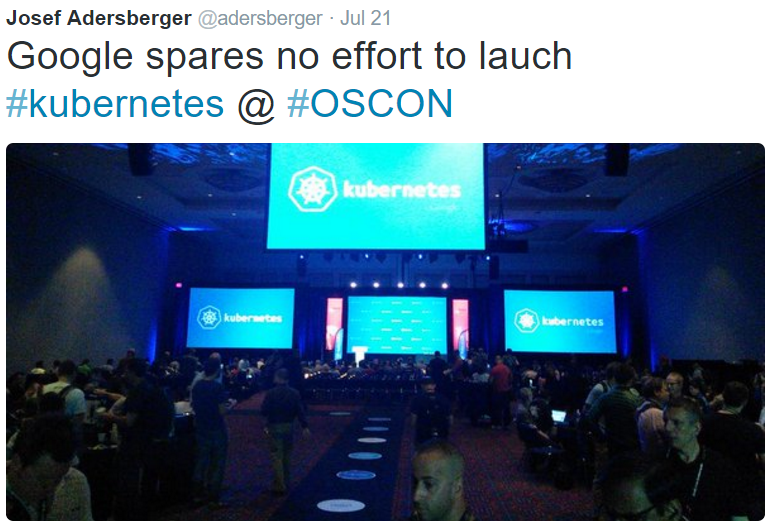 Josef Adersberger @adersberger · Jul 21
Google spares no effort to lauch
#kubernetes @ #OSCON
kubernetes
kubernetes
kubernetes